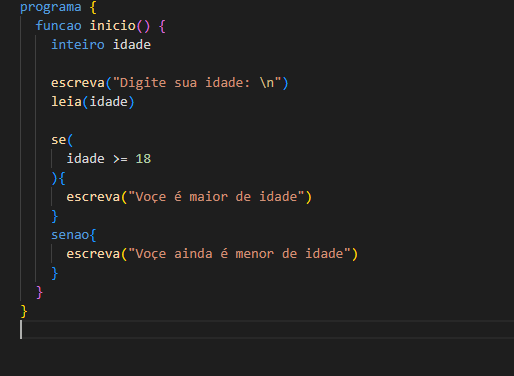 programa {
funcao inicio() {
inteiro idade
escreva("Digite sua idade: \n")
leia(idade)
se(
idade >= 18
){
escreva("Voçe é maior de idade")
}
senao{
escreva("Voçe ainda é menor de idade")
}
}
}